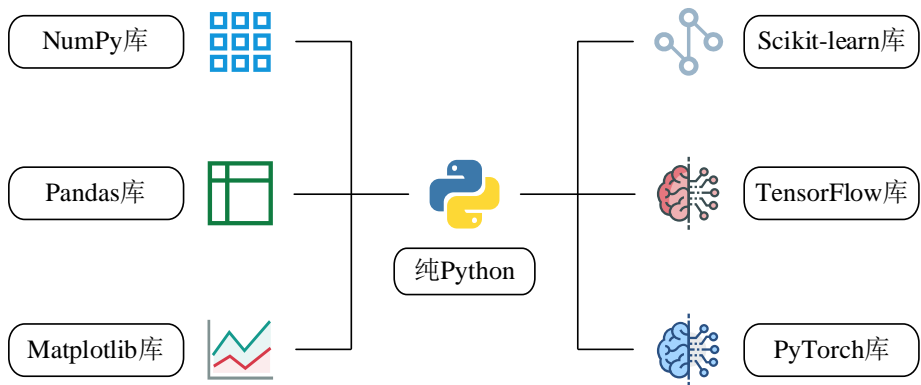 NumPy库
Scikit-learn库
Pandas库
TensorFlow库
纯Python
Matplotlib库
PyTorch库